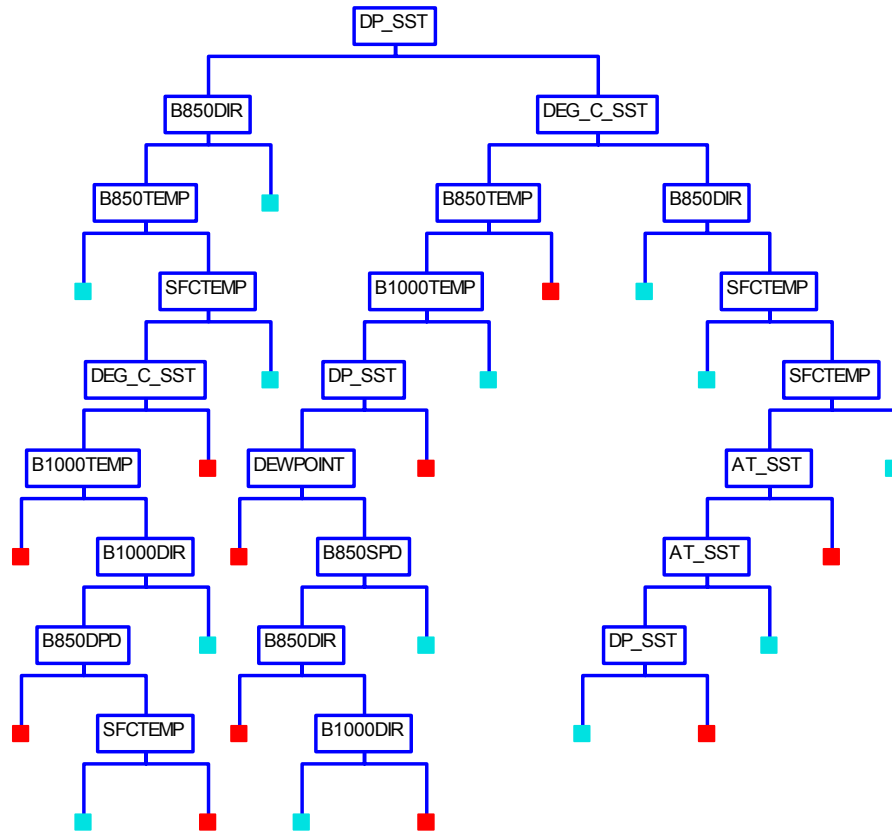 DP_SST
B850DIR
DEG_C_SST
B850TEMP
B850TEMP
B850DIR
SFCTEMP
B1000TEMP
SFCTEMP
DEG_C_SST
DP_SST
SFCTEMP
B1000TEMP
DEWPOINT
AT_SST
B1000DIR
B850SPD
AT_SST
B850DPD
B850DIR
DP_SST
SFCTEMP
B1000DIR